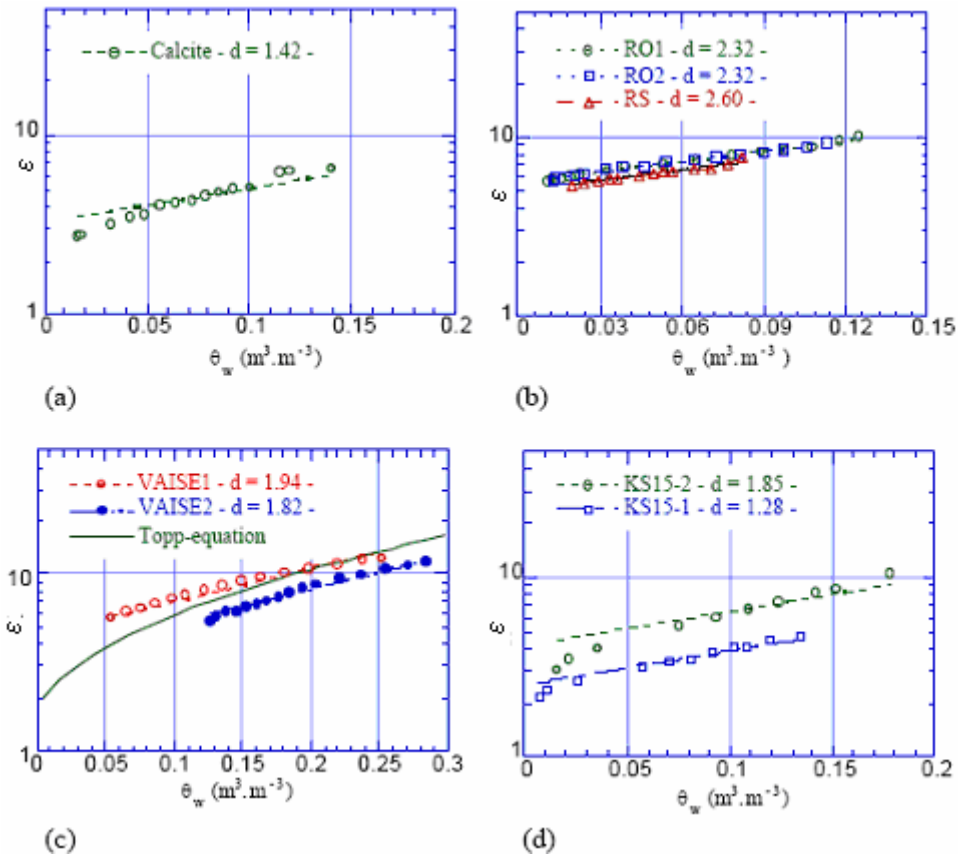 Calcite - d = 1.42 -
10
ε
1
0
0.05
0.1
0.15
0.2
θw (m³.m⁻³)
(a)
RO1 - d = 2.32 -
RO2 - d = 2.32 -
RS - d = 2.60 -
10
ε
1
0
0.03
0.06
0.09
0.12
0.15
θw (m³.m⁻³)
(b)
VAISE1 - d = 1.94 -
VAISE2 - d = 1.82 -
Topp-equation
10
ε
1
0
0.05
0.1
0.15
0.2
0.25
0.3
θw (m³.m⁻³)
(c)
KS15-2 - d = 1.85 -
KS15-1 - d = 1.28 -
10
ε
1
0
0.05
0.1
0.15
0.2
θw (m³.m⁻³)
(d)